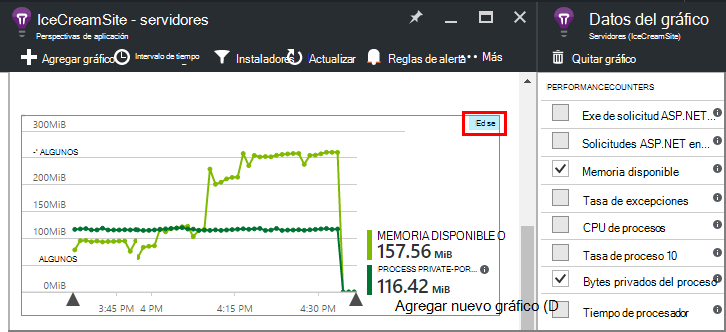 IceCreamSite - servidores
Perspectivas de aplicación
Agregar gráfico
Intervalo de tiempo
Instaladores
Actualizar
Reglas de alerta
Más
Ed se
300MiB
-' ALGUNOS
200MiB
100MiB
ALGUNOS
0MiB
3:45 PM
4 PM
4:15 PM
4:30 PM
MEMORIA DISPONIBLE O
157.56 MiB
PROCESS PRIVATE-POR...
116.42 MiB
Agregar nuevo gráfico (D
Datos del gráfico
Servidores (IceCreamSite)
Quitar gráfico
PERFORMANCECOUNTERS
Exe de solicitud ASP.NET...
Solicitudes ASP.NET en...
Memoria disponible
Tasa de excepciones
CPU de procesos
Tasa de proceso 10
Bytes privados del proceso
Tiempo de procesador